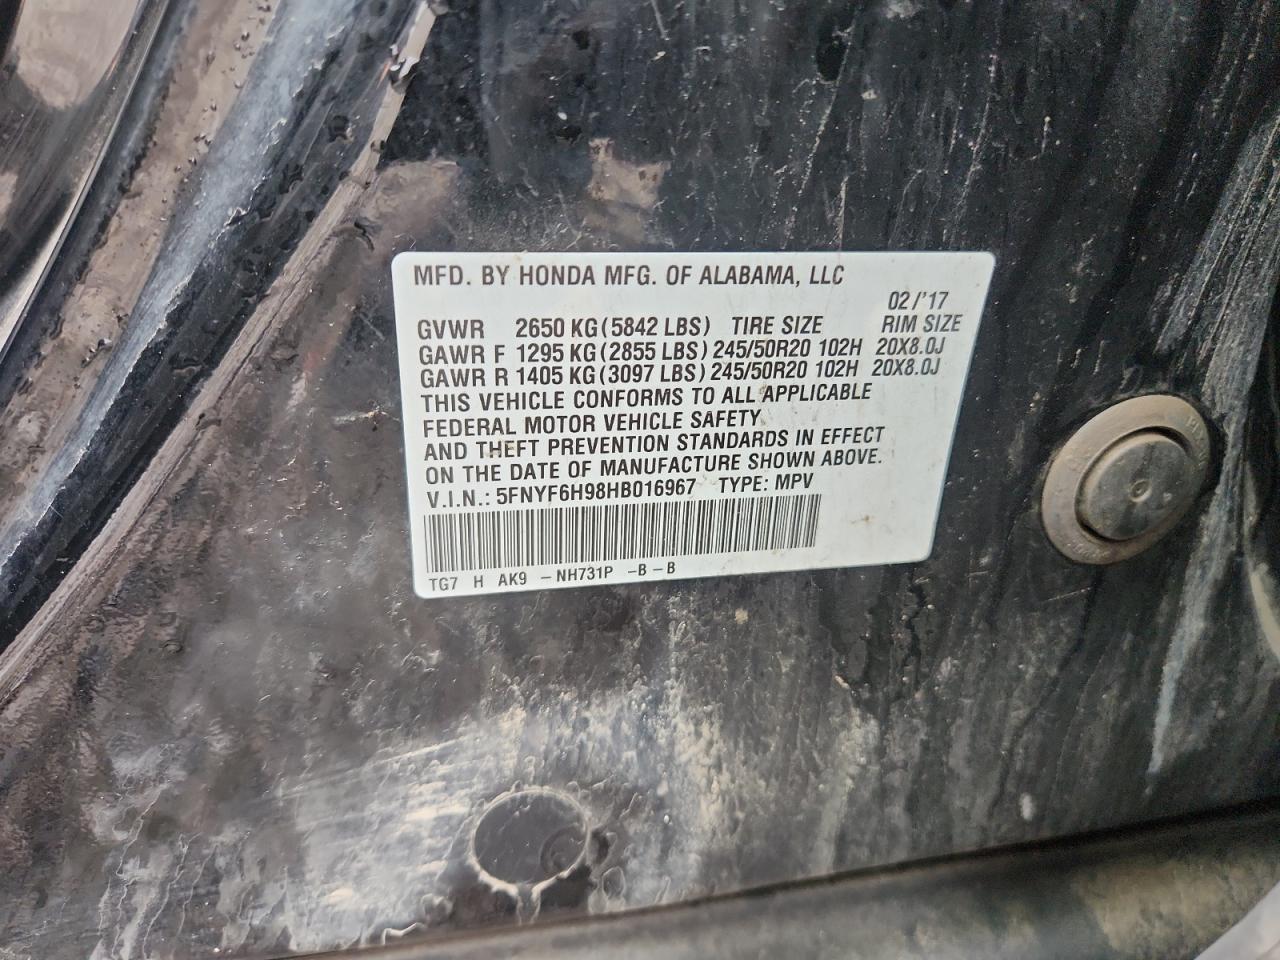 MFD. BY HONDA MFG. OF ALABAMA, LLC
02/'17
GVWR 2650 KG (5842 LBS) TIRE SIZE RIM SIZE
GAWR F 1295 KG (2855 LBS) 245/50R20 102H 20X8.0J
GAWR R 1405 KG (3097 LBS) 245/50R20 102H 20X8.0J
THIS VEHICLE CONFORMS TO ALL APPLICABLE
FEDERAL MOTOR VEHICLE SAFETY
AND THEFT PREVENTION STANDARDS IN EFFECT
ON THE DATE OF MANUFACTURE SHOWN ABOVE.
V.I.N.: 5FNYF6H98HB016967 TYPE: MPV
TG7 H AK9 -NH731P -B-B